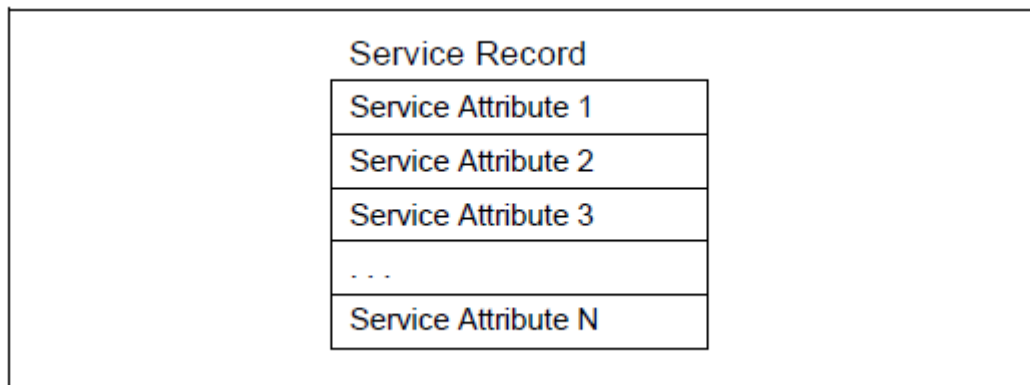 Service Record
Service Attribute 1
Service Attribute 2
Service Attribute 3
. . .
Service Attribute N